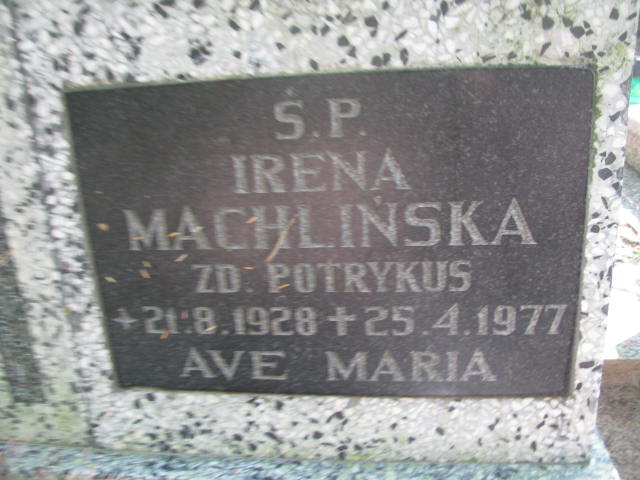 Ś.P.
IRENA
MACHLIŃSKA
ZD. POTRYKUS
+21.8.1928 ✝25.4.1977
AVE MARIA